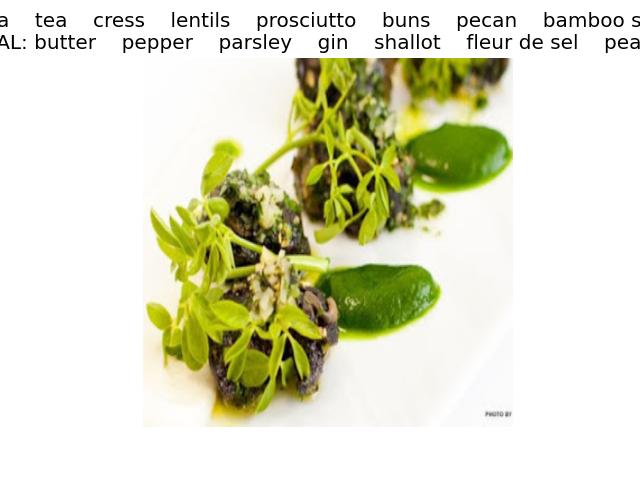 a tea cress lentils prosciutto buns pecan bamboo s
AL: butter pepper parsley gin shallot fleur de sel pea
PHOTO BY